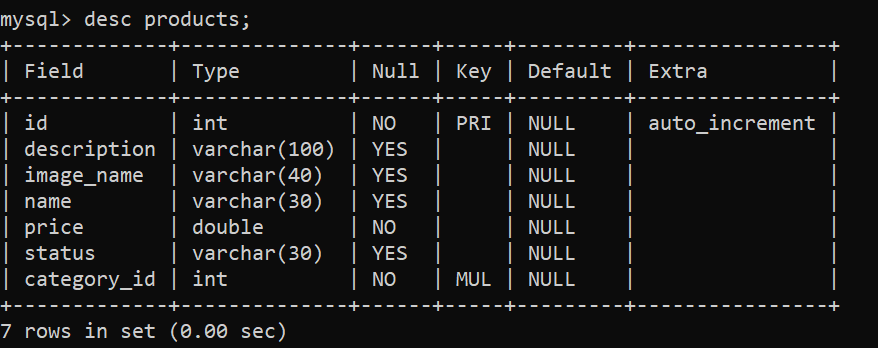 mysql> desc products;
+-------------+--------------+------+-----+---------+----------------+
| Field       | Type         | Null | Key | Default | Extra          |
+-------------+--------------+------+-----+---------+----------------+
| id          | int          | NO   | PRI | NULL    | auto_increment |
| description | varchar(100) | YES  |     | NULL    |                |
| image_name  | varchar(40)  | YES  |     | NULL    |                |
| name        | varchar(30)  | YES  |     | NULL    |                |
| price       | double       | NO   |     | NULL    |                |
| status      | varchar(30)  | YES  |     | NULL    |                |
| category_id | int          | NO   | MUL | NULL    |                |
+-------------+--------------+------+-----+---------+----------------+
7 rows in set (0.00 sec)